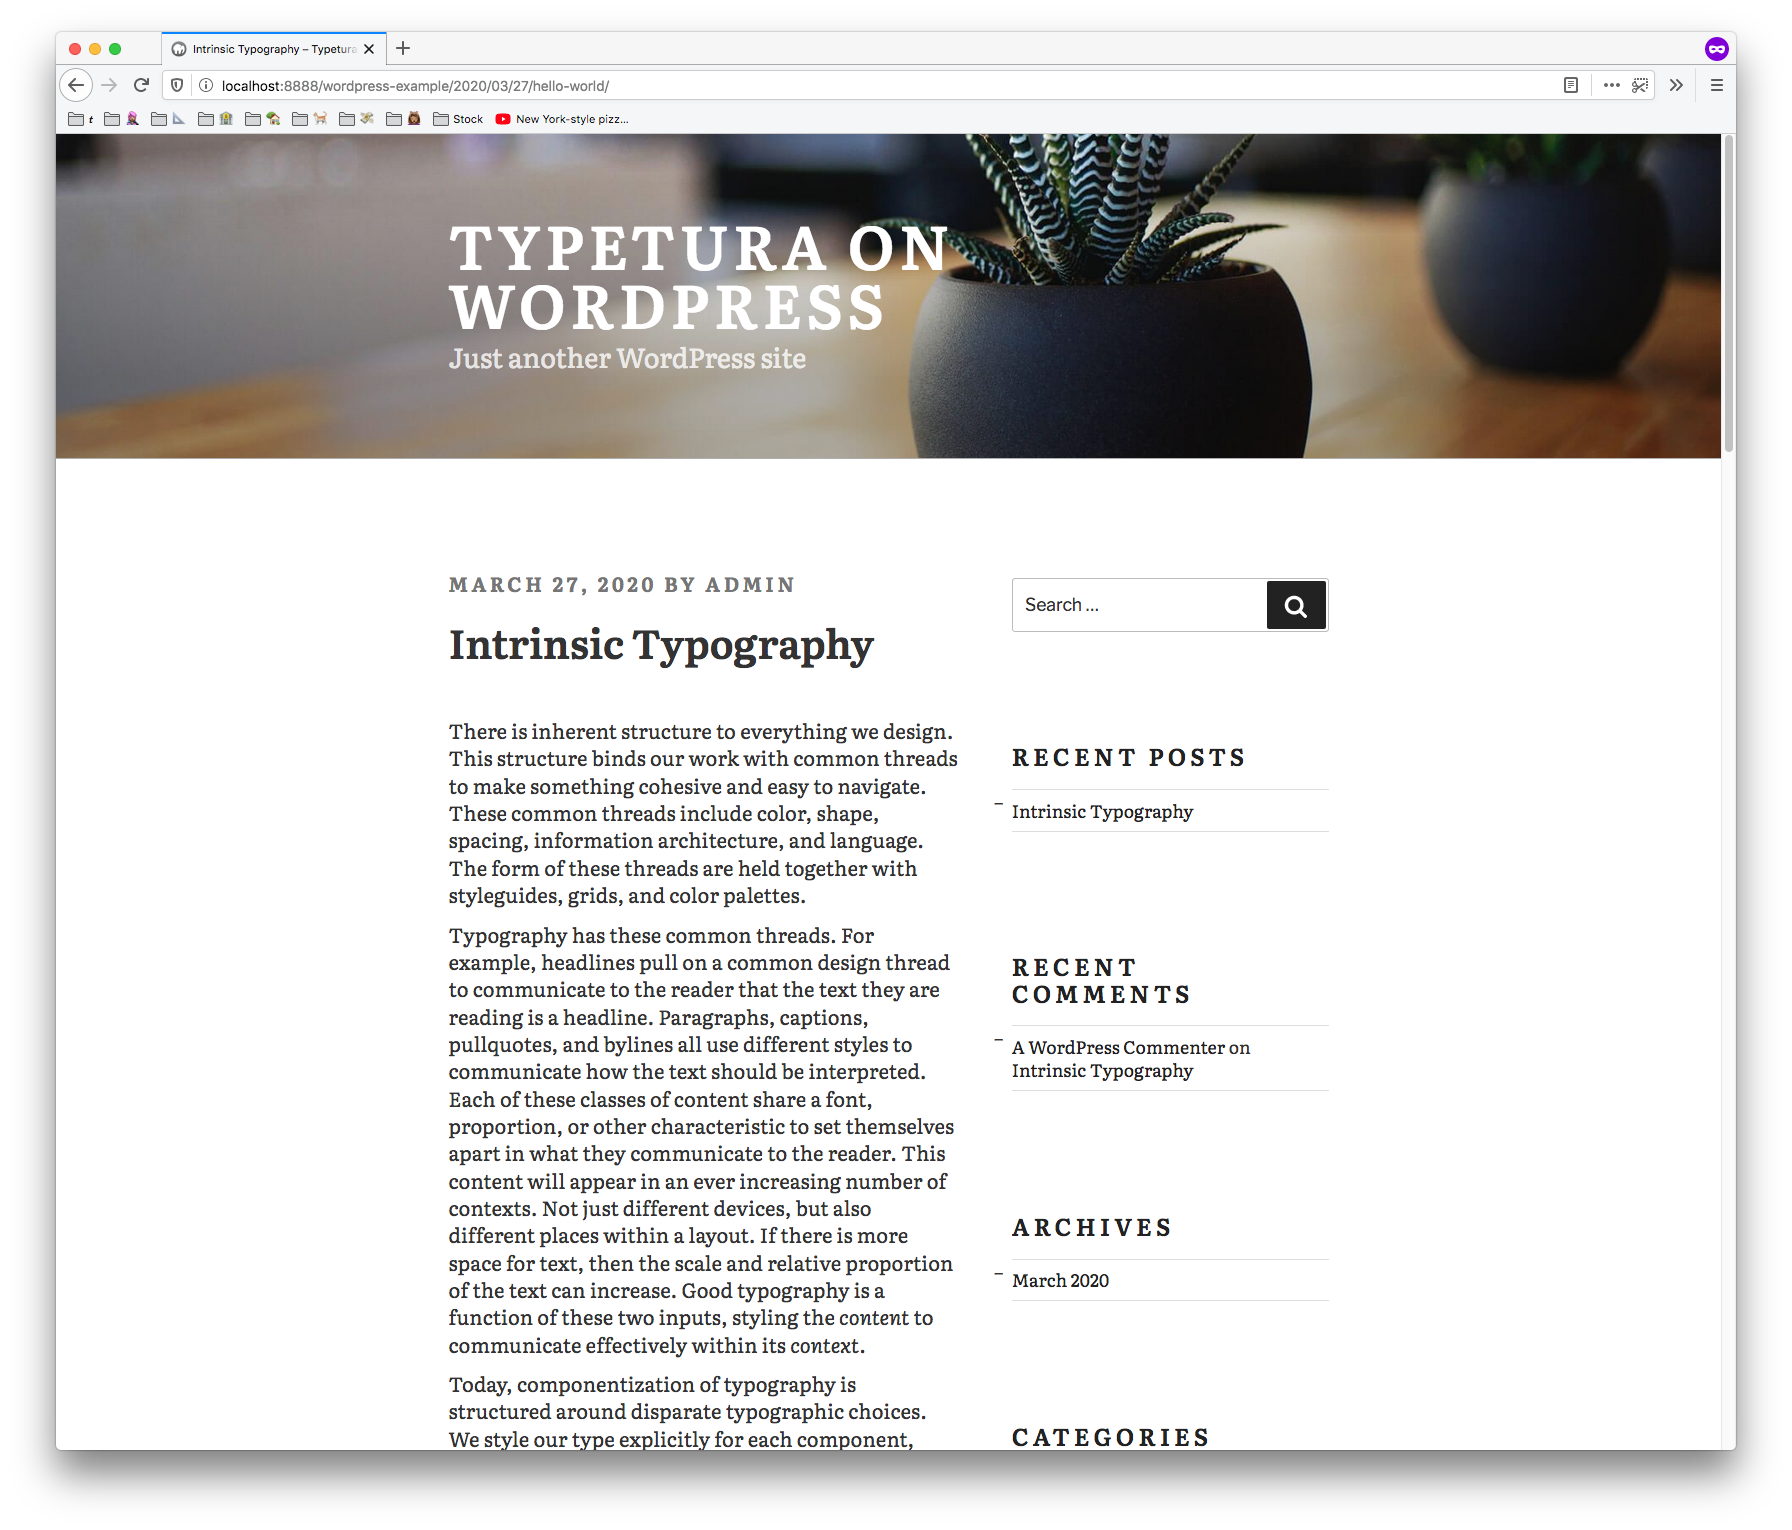 Intrinsic Typography – Typetura
localhost:8888/wordpress-example/2020/03/27/hello-world/
t
Stock
New York-style pizz...
TYPETURA ON
WORDPRESS
Just another WordPress site
MARCH 27, 2020 BY ADMIN
Intrinsic Typography
There is inherent structure to everything we design.
This structure binds our work with common threads
to make something cohesive and easy to navigate.
These common threads include color, shape,
spacing, information architecture, and language.
The form of these threads are held together with
styleguides, grids, and color palettes.
Typography has these common threads. For
example, headlines pull on a common design thread
to communicate to the reader that the text they are
reading is a headline. Paragraphs, captions,
pullquotes, and bylines all use different styles to
communicate how the text should be interpreted.
Each of these classes of content share a font,
proportion, or other characteristic to set themselves
apart in what they communicate to the reader. This
content will appear in an ever increasing number of
contexts. Not just different devices, but also
different places within a layout. If there is more
space for text, then the scale and relative proportion
of the text can increase. Good typography is a
function of these two inputs, styling the content to
communicate effectively within its context.
Today, componentization of typography is
structured around disparate typographic choices.
We style our type explicitly for each component,
Search ...
RECENT POSTS
– Intrinsic Typography
RECENT
COMMENTS
– A WordPress Commenter on
Intrinsic Typography
ARCHIVES
– March 2020
CATEGORIES